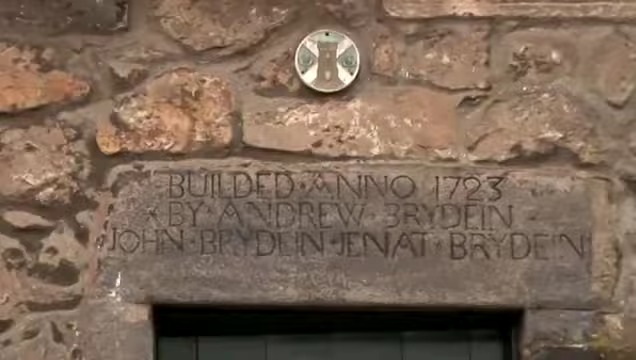 BUILDED·ANNO 1723
BY·ANDREW BRYDEIN
JOHN·BRYDEIN·JENAT·BRYDEIN